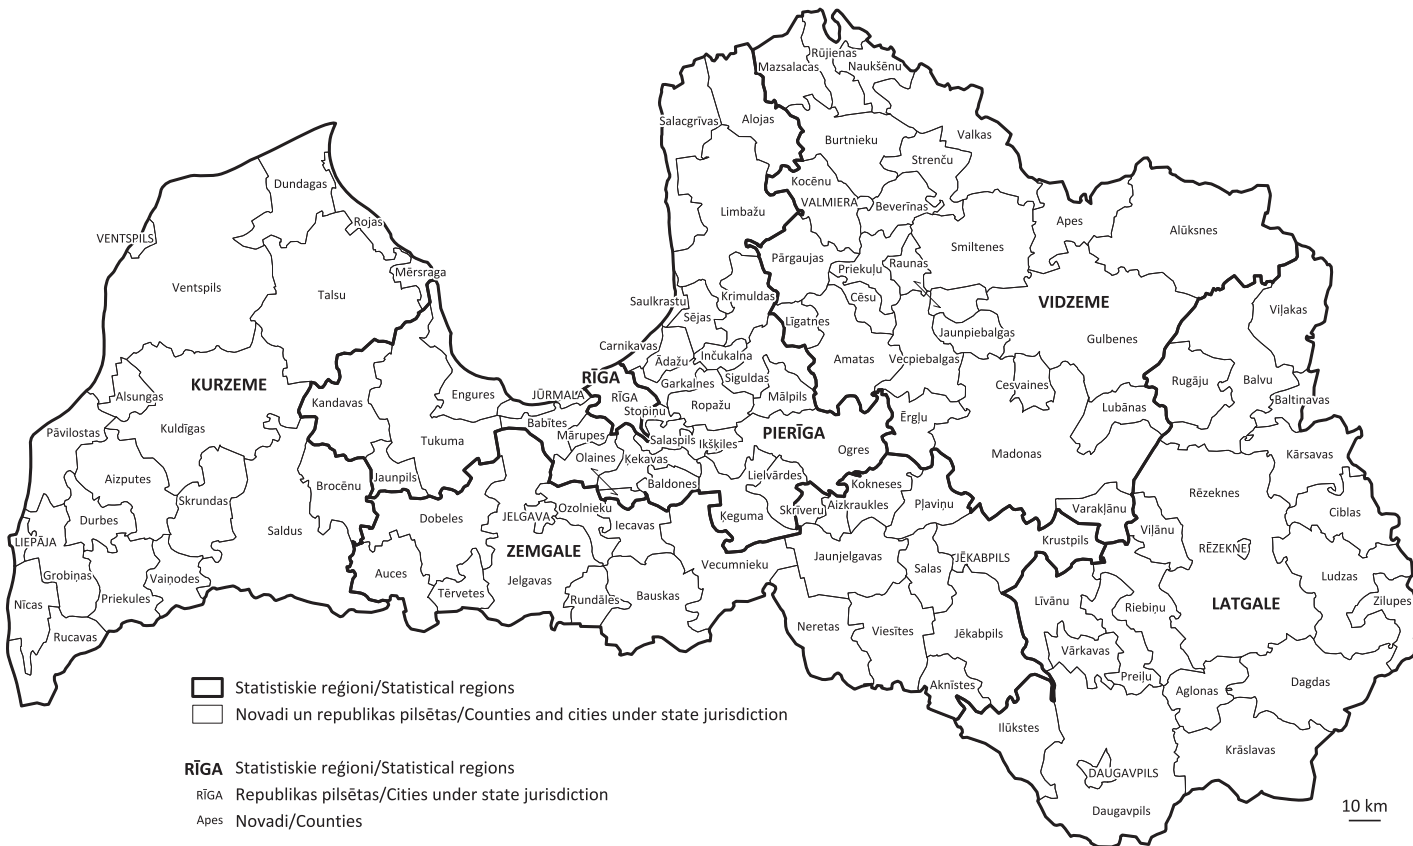 Rūjienas
Mazsalacas
Naukšēnu
Salacgrīvas
Alojas
Burtnieku
Valkas
Strenču
Dundagas
Kocēnu
VALMIERA
Beverīnas
Limbažu
Rojas
Apes
Alūksnes
VENTSPILS
Smiltenes
Pārgaujas
Priekuļu
Raunas
Mērsraga
Ventspils
Talsu
Cēsu
Krimuldas
Saulkrastu
VIDZEME
Viļakas
Sējas
Līgatnes
Jaunpiebalgas
Gulbenes
Carnikavas
Ādažu
Inčukalna
Amatas
Vecpiebalgas
RĪGA
Siguldas
Garkalnes
Rugāju
Balvu
KURZEME
Cesvaines
Alsungas
Engures
JŪRMALA
RĪGA
Mālpils
Baltinavas
Kandavas
Stopiņu
Ropažu
Lubānas
Ērgļu
Babītes
Kuldīgas
Pāvilostas
Mārupes
Salaspils
Ikšķiles
PIERĪGA
Tukuma
Ogres
Olaines
Ķekavas
Madonas
Kārsavas
Aizputes
Jaunpils
Brocēnu
Baldones
Lielvārdes
Kokneses
Rēzeknes
Skrundas
Ozolnieku
Ķeguma
Skrīveru
Aizkraukles
Pļaviņu
Varakļānu
Ciblas
Durbes
Dobeles
JELGAVA
Iecavas
Saldus
Viļānu
LIEPĀJA
ZEMGALE
Krustpils
RĒZEKNE
Jaunjelgavas
JĒKABPILS
Vecumnieku
Salas
Grobiņas
Vaiņodes
Auces
Jelgavas
Ludzas
Priekules
Tērvetes
Rundāles
Bauskas
Līvānu
Riebiņu
LATGALE
Zilupes
Nīcas
Neretas
Viesītes
Jēkabpils
Rucavas
Vārkavas
Preiļu
Aknīstes
Aglonas
Dagdas
Ilūkstes
Krāslavas
DAUGAVPILS
Daugavpils
Statistiskie reģioni/Statistical regions
Novadi un republikas pilsētas/Counties and cities under state jurisdiction
RĪGA Statistiskie reģioni/Statistical regions
RĪGA Republikas pilsētas/Cities under state jurisdiction
Apes Novadi/Counties
10 km